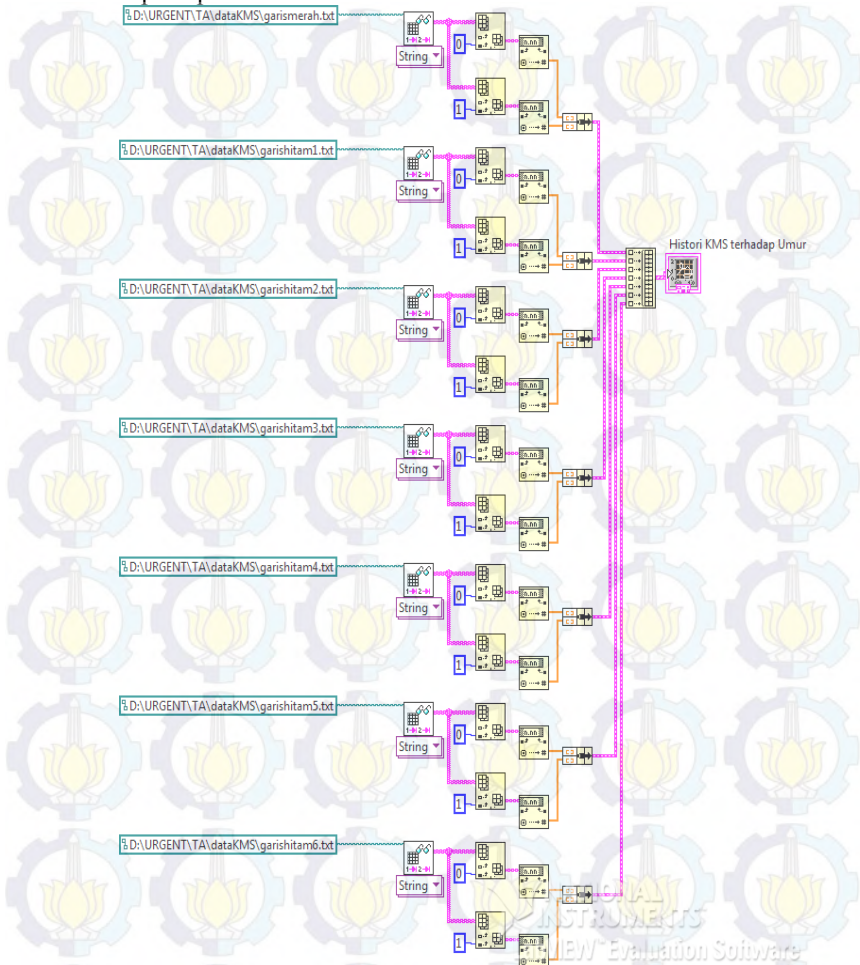 D:\URGENT\TA\dataKMS\garismerah.txt
String
0
1
D:\URGENT\TA\dataKMS\garishitam1.txt
String
0
1
Histori KMS terhadap Umur
D:\URGENT\TA\dataKMS\garishitam2.txt
String
0
1
D:\URGENT\TA\dataKMS\garishitam3.txt
String
0
1
D:\URGENT\TA\dataKMS\garishitam4.txt
String
0
1
D:\URGENT\TA\dataKMS\garishitam5.txt
String
0
1
D:\URGENT\TA\dataKMS\garishitam6.txt
String
0
1
NATIONAL
INSTRUMENTS
LabVIEW Evaluation Software